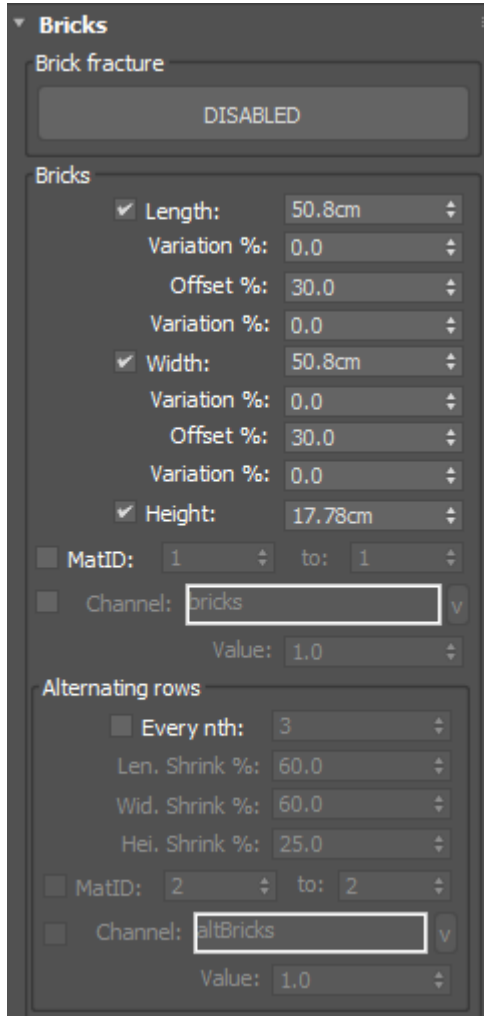 Bricks
Brick fracture
DISABLED
Bricks
Length: 50.8cm
Variation %: 0.0
Offset %: 30.0
Variation %: 0.0
Width: 50.8cm
Variation %: 0.0
Offset %: 30.0
Variation %: 0.0
Height: 17.78cm
MatID: 1 to: 1
Channel: bricks v
Value: 1.0
Alternating rows
Every nth: 3
Len. Shrink %: 60.0
Wid. Shrink %: 60.0
Hei. Shrink %: 25.0
MatID: 2 to: 2
Channel: altBricks v
Value: 1.0